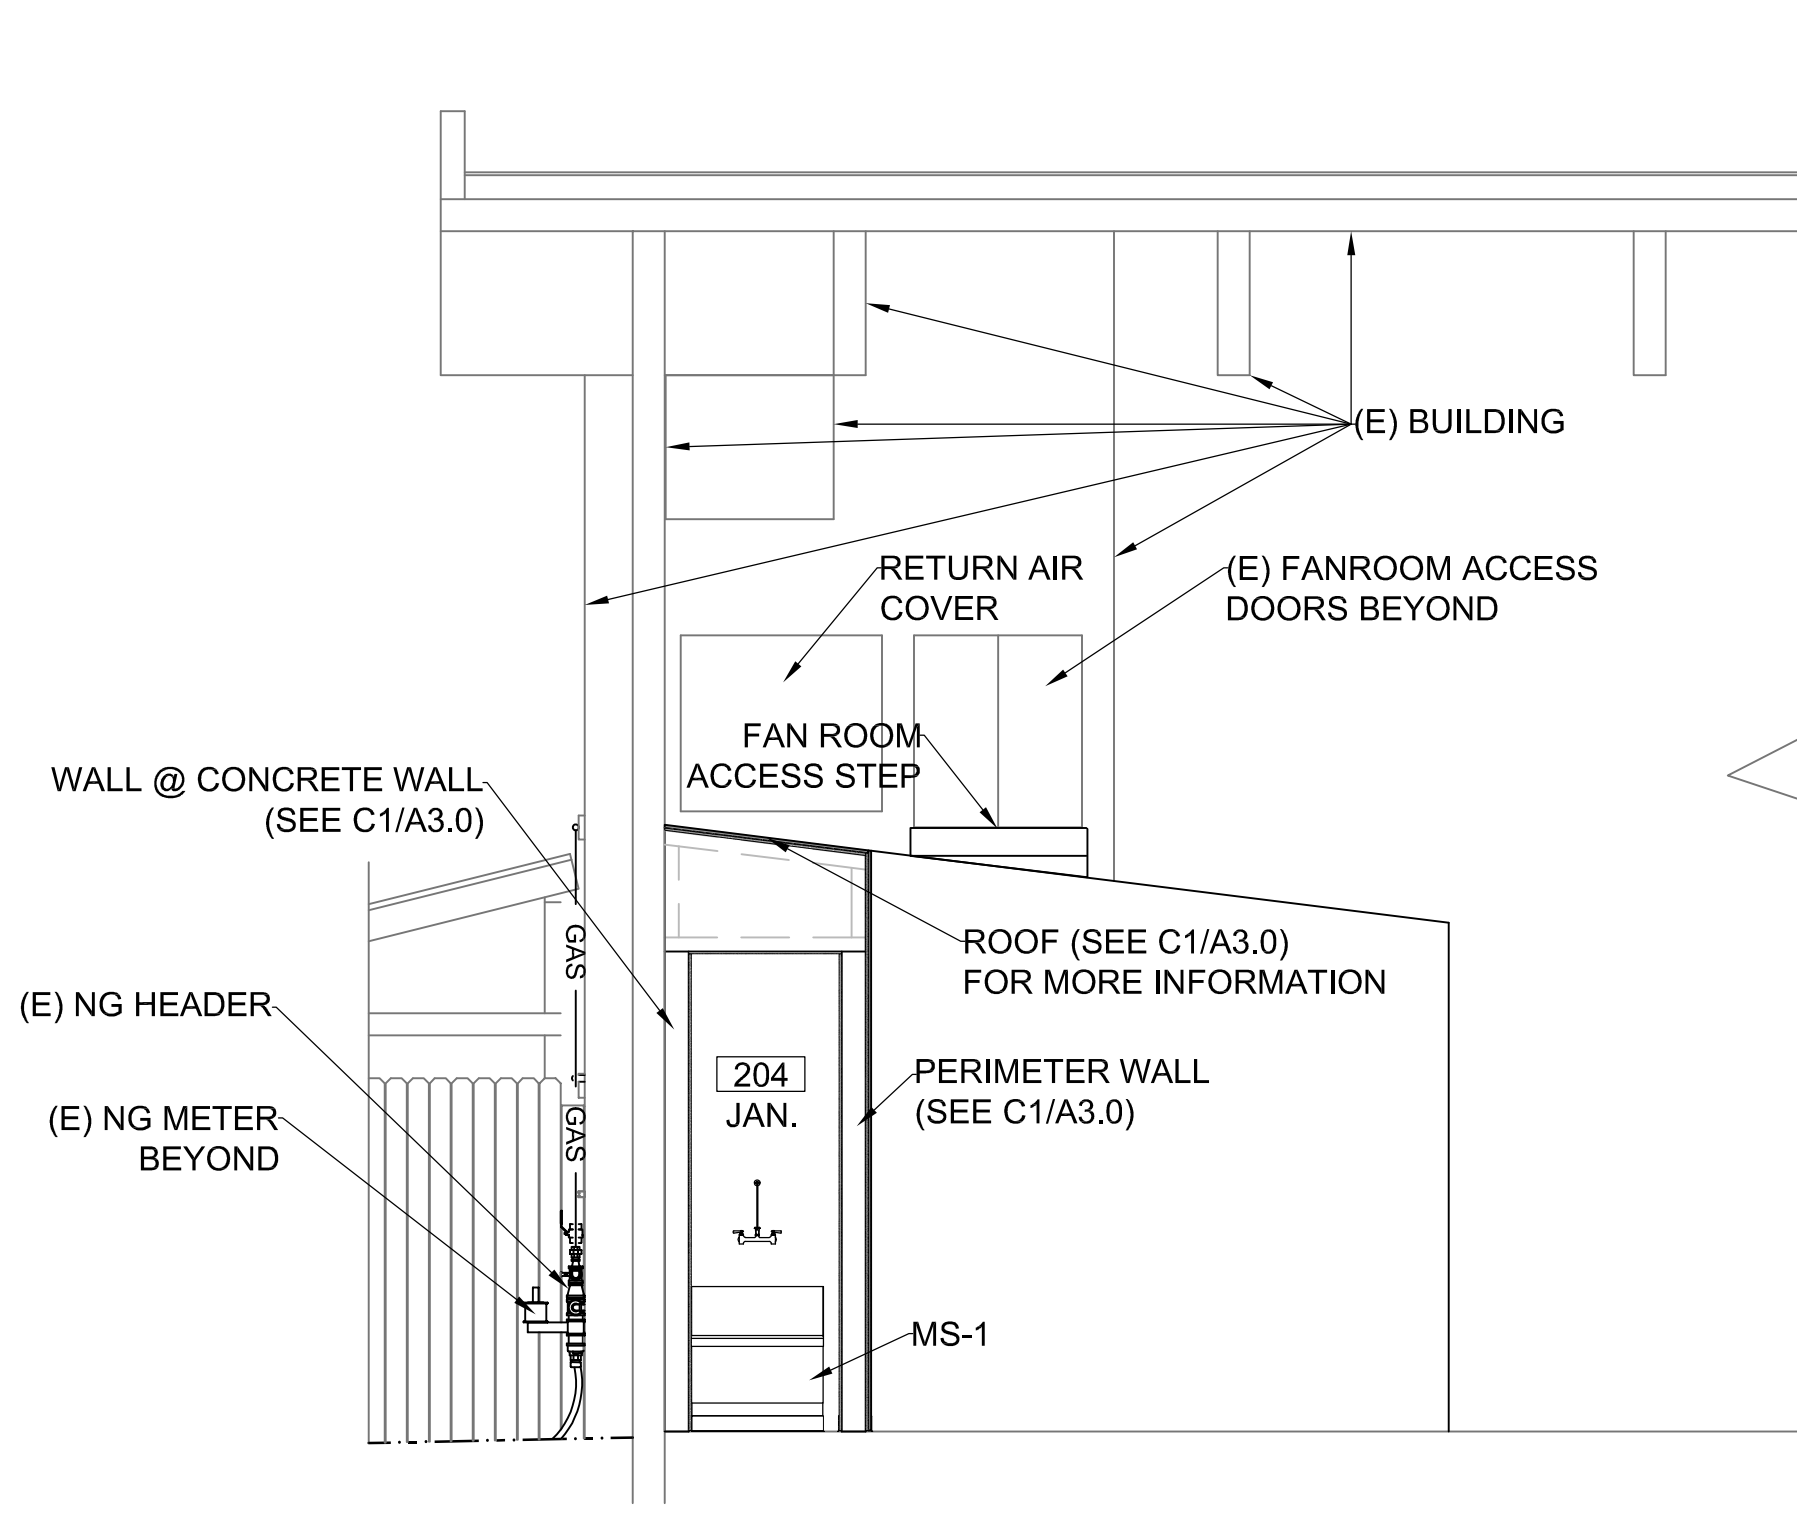 (E) BUILDING
RETURN AIR
COVER
(E) FANROOM ACCESS
DOORS BEYOND
FAN ROOM
ACCESS STEP
WALL @ CONCRETE WALL
(SEE C1/A3.0)
GAS
ROOF (SEE C1/A3.0)
FOR MORE INFORMATION
(E) NG HEADER
204
JAN.
PERIMETER WALL
(SEE C1/A3.0)
(E) NG METER
BEYOND
GAS
MS-1